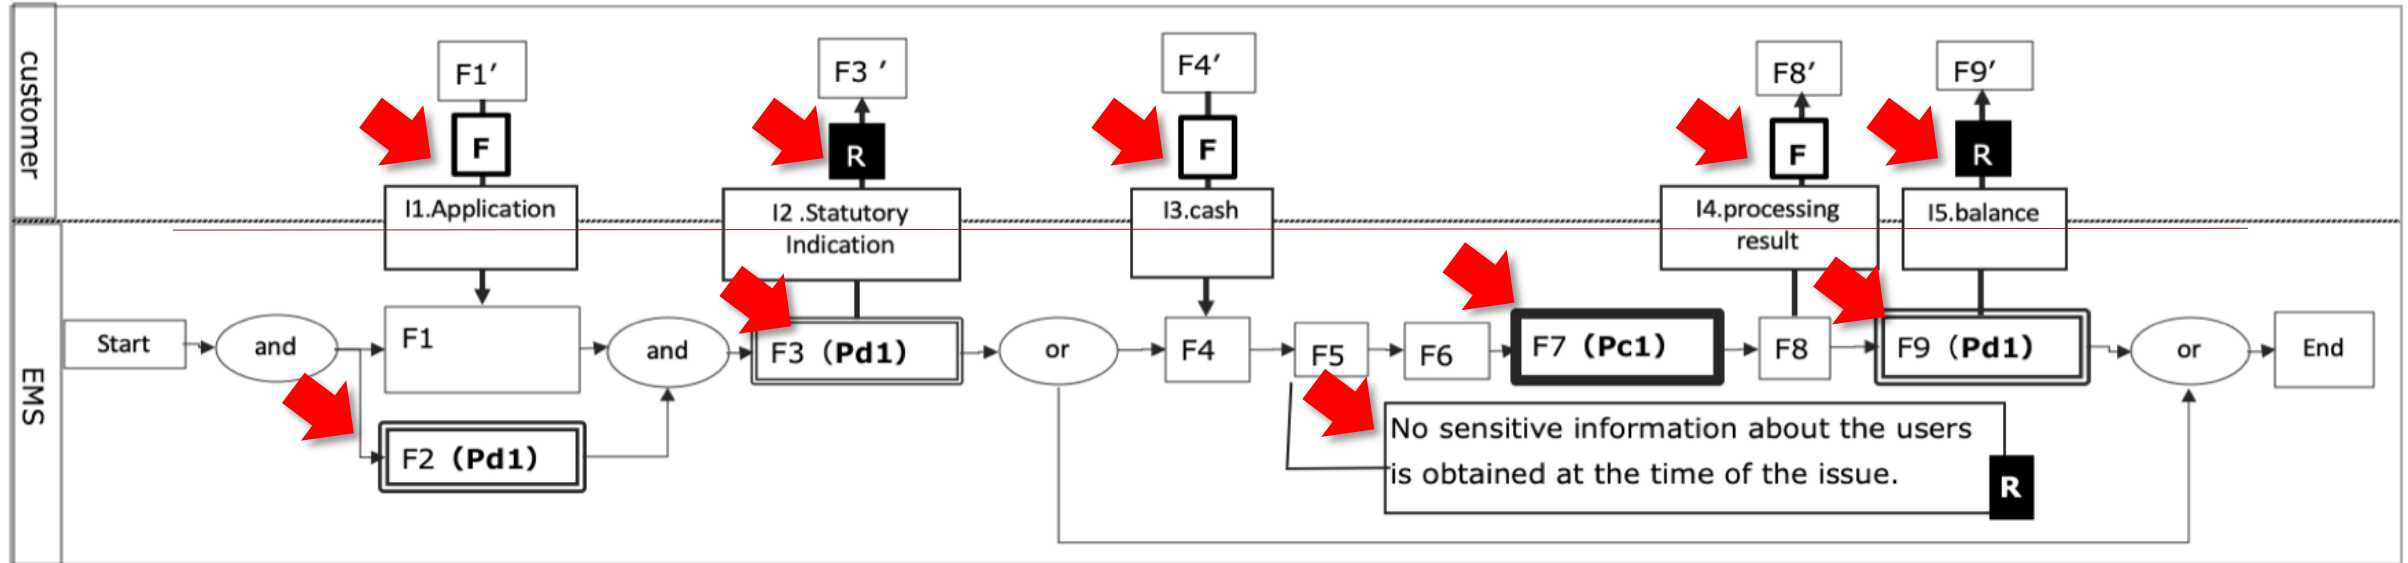 customer
F1′
F3 ′
F4′
F8′
F9′
F
R
F
F
R
I1.Application
I2 .Statutory
Indication
I3.cash
I4.processing
result
I5.balance
EMS
Start
and
F1
and
F3 （Pd1）
or
F4
F5
F6
F7 （Pc1）
F8
F9 （Pd1）
or
End
F2 （Pd1）
No sensitive information about the users
is obtained at the time of the issue.
R